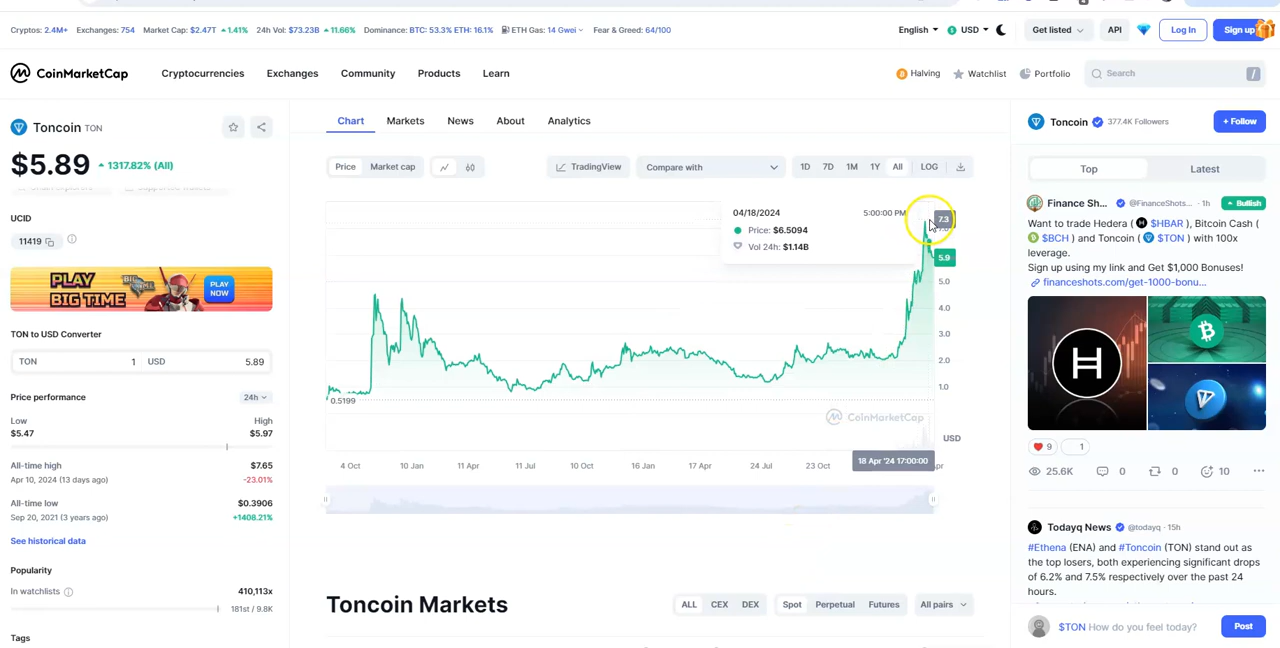 Cryptos: 2.4M+ Exchanges: 754 Market Cap: $2.47T 1.41% 24h Vol: $73.23B 11.66% Dominance: BTC: 53.3% ETH: 16.1% ETH Gas: 14 Gwei Fear & Greed: 64/100
English USD Get listed API Log In Sign up
CoinMarketCap Cryptocurrencies Exchanges Community Products Learn
Halving Watchlist Portfolio Search /
Toncoin TON
$5.89 1317.82% (All)
UCID
11419
PLAY BIG TIME
BIG TIME
PLAY NOW
TON to USD Converter
TON 1 USD 5.89
Price performance 24h
Low High
$5.47 $5.97
All-time high $7.65
Apr 10, 2024 (13 days ago) -23.01%
All-time low $0.3906
Sep 20, 2021 (3 years ago) +1408.21%
See historical data
Popularity
In watchlists 410,113x
181st / 9.8K
Tags
Chart Markets News About Analytics
Price Market cap TradingView Compare with 1D 7D 1M 1Y All LOG
04/18/2024 5:00:00 PM
Price: $6.5094
Vol 24h: $1.14B
7.3
5.9
5.0
4.0
3.0
2.0
1.0
0.5199
CoinMarketCap
USD
4 Oct 10 Jan 11 Apr 11 Jul 10 Oct 16 Jan 17 Apr 24 Jul 23 Oct 18 Apr '24 17:00:00
Toncoin Markets ALL CEX DEX Spot Perpetual Futures All pairs
Toncoin 377.4K Followers + Follow
Top Latest
Finance Sh... @FinanceShots... · 1h Bullish
Want to trade Hedera ( $HBAR), Bitcoin Cash (
$BCH ) and Toncoin ( $TON ) with 100x
leverage.
Sign up using my link and Get $1,000 Bonuses!
financeshots.com/get-1000-bonu...
9 1
25.6K 0 0 10 ...
Todayq News @todayq · 15h
#Ethena (ENA) and #Toncoin (TON) stand out as
the top losers, both experiencing significant drops
of 6.2% and 7.5% respectively over the past 24
hours.
$TON How do you feel today? Post